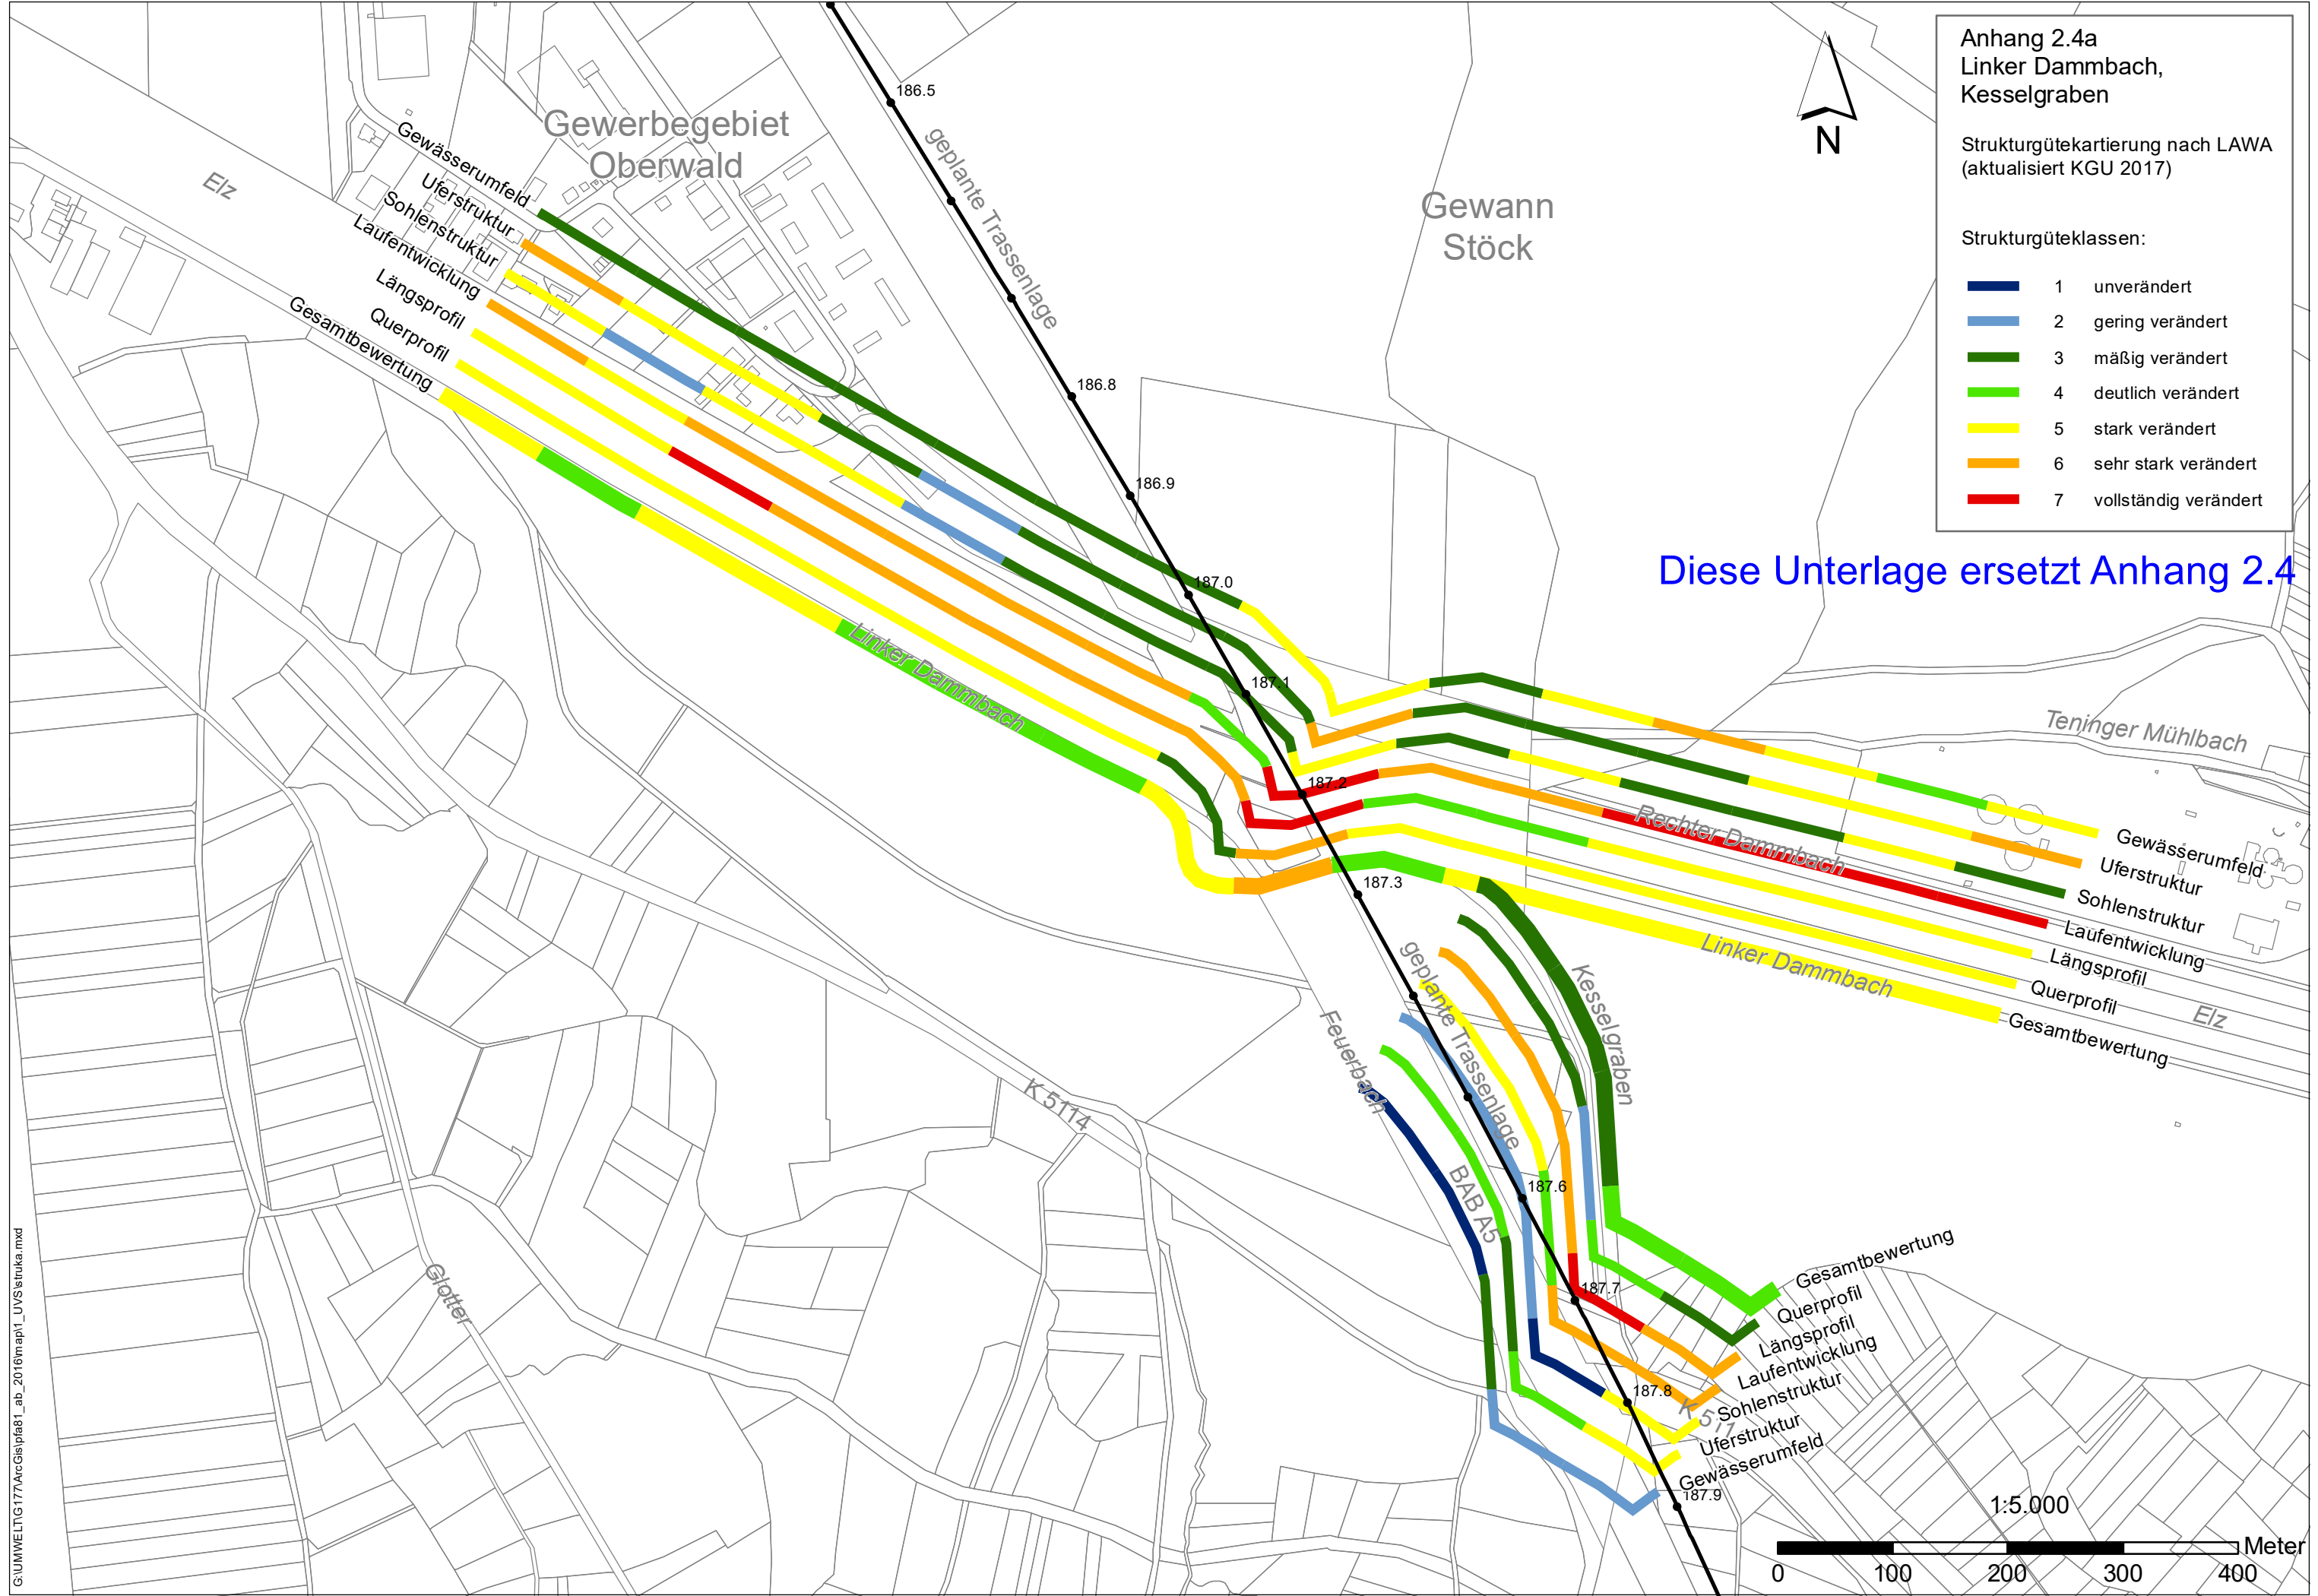 Anhang 2.4a
Linker Dammbach,
Kesselgraben
Strukturgütekartierung nach LAWA
(aktualisiert KGU 2017)
Strukturgüteklassen:
1 unverändert
2 gering verändert
3 mäßig verändert
4 deutlich verändert
5 stark verändert
6 sehr stark verändert
7 vollständig verändert
Diese Unterlage ersetzt Anhang 2.4
N
Gewerbegebiet
Oberwald
Gewann
Stöck
Elz
geplante Trassenlage
186.5
186.8
186.9
187.0
187.1
187.2
187.3
187.6
187.7
187.8
187.9
Gewässerumfeld
Uferstruktur
Sohlenstruktur
Laufentwicklung
Längsprofil
Querprofil
Gesamtbewertung
Linker Dammbach
Teninger Mühlbach
Rechter Dammbach
Linker Dammbach
Elz
Gewässerumfeld
Uferstruktur
Sohlenstruktur
Laufentwicklung
Längsprofil
Querprofil
Gesamtbewertung
Kesselgraben
geplante Trassenlage
Feuerbach
BAB A5
K 5114
Glotter
K 511
Gesamtbewertung
Querprofil
Längsprofil
Laufentwicklung
Sohlenstruktur
Uferstruktur
Gewässerumfeld
1:5.000
Meter
0 100 200 300 400
G:\UMWELT\G177\ArcGis\pfa81_ab_2016\map\1_UVS\struka.mxd